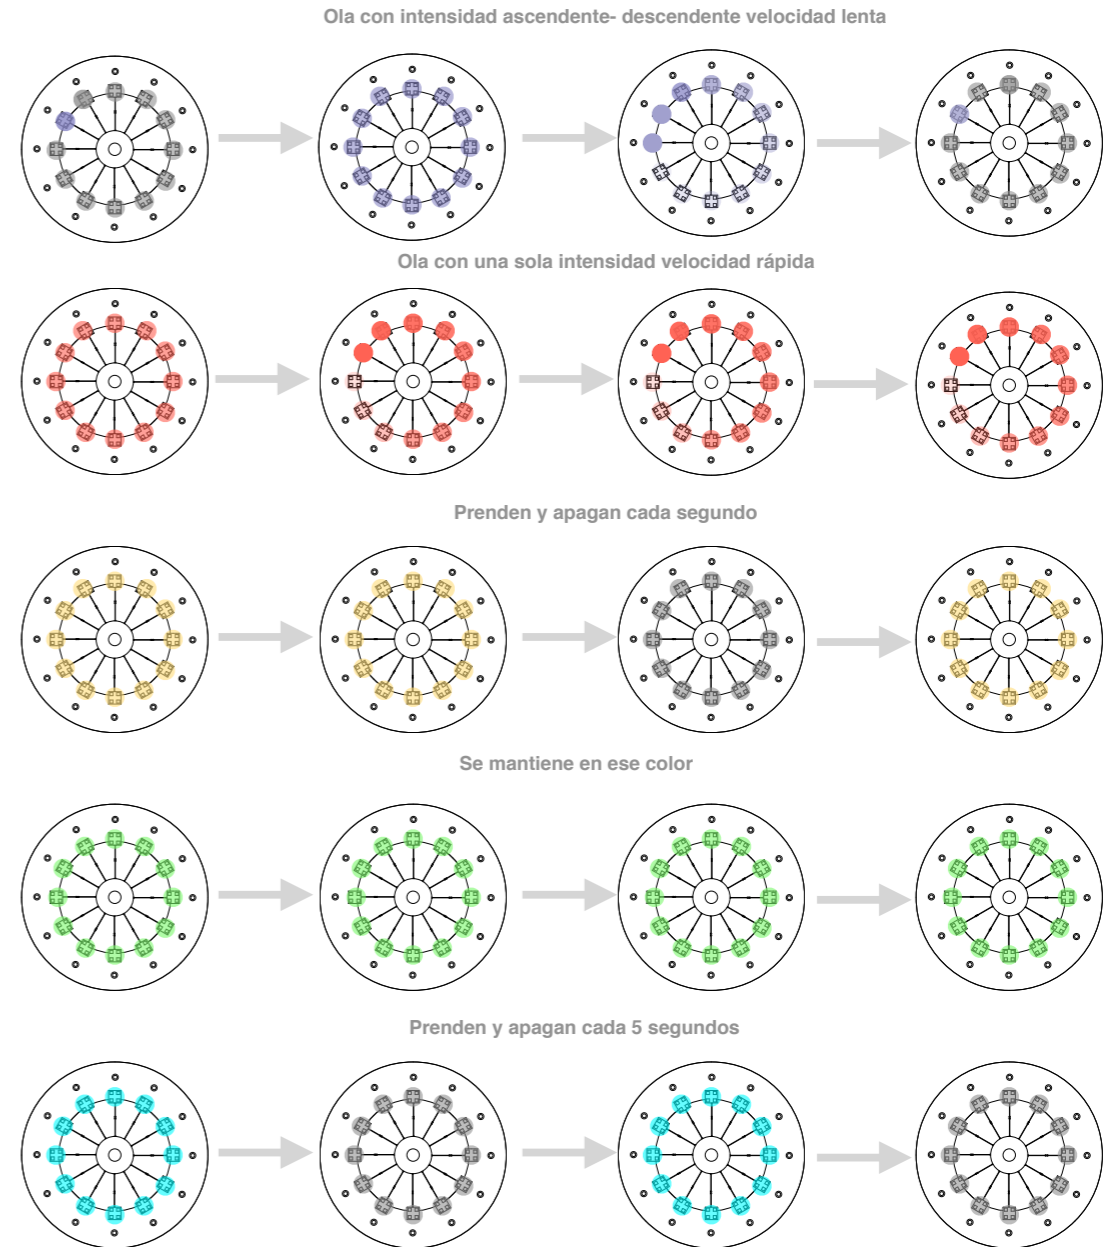 Ola con intensidad ascendente- descendente velocidad lenta
Ola con una sola intensidad velocidad rápida
Prenden y apagan cada segundo
Se mantiene en ese color
Prenden y apagan cada 5 segundos